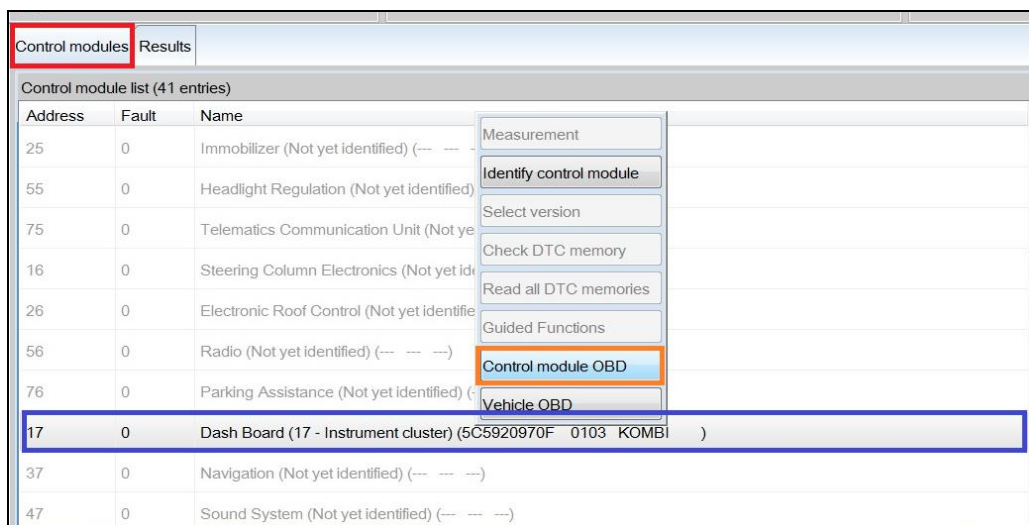 Control modules Results
Control module list (41 entries)
Address Fault Name
25 0 Immobilizer (Not yet identified) (--- ---
55 0 Headlight Regulation (Not yet identified)
75 0 Telematics Communication Unit (Not ye
16 0 Steering Column Electronics (Not yet ide
26 0 Electronic Roof Control (Not yet identifie
56 0 Radio (Not yet identified) (--- --- ---)
76 0 Parking Assistance (Not yet identified) (-
17 0 Dash Board (17 - Instrument cluster) (5C5920970F 0103 KOMBI )
37 0 Navigation (Not yet identified) (--- --- ---)
47 0 Sound System (Not yet identified) (--- --- ---)
Measurement
Identify control module
Select version
Check DTC memory
Read all DTC memories
Guided Functions
Control module OBD
Vehicle OBD